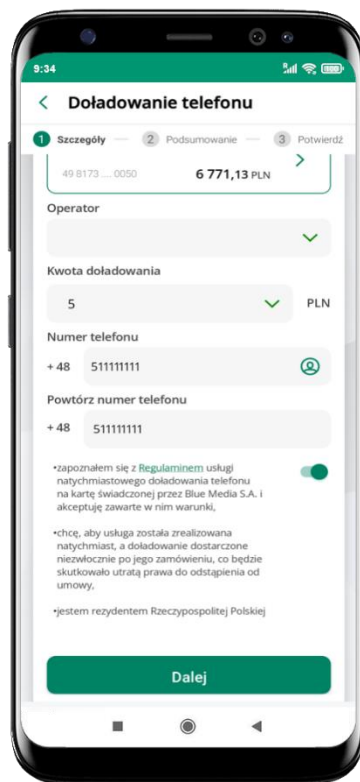 9:34
Doładowanie telefonu
1 Szczegóły 2 Podsumowanie 3 Potwierdź
49 8173 .... 0050 6 771,13 PLN
Operator
Kwota doładowania
5 PLN
Numer telefonu
+ 48 511111111
Powtórz numer telefonu
+ 48 511111111
•zapoznałem się z Regulaminem usługi
natychmiastowego doładowania telefonu
na kartę świadczonej przez Blue Media S.A. i
akceptuję zawarte w nim warunki,
•chcę, aby usługa została zrealizowana
natychmiast, a doładowanie dostarczone
niezwłocznie po jego zamówieniu, co będzie
skutkowało utratą prawa do odstąpienia od
umowy,
•jestem rezydentem Rzeczypospolitej Polskiej
Dalej